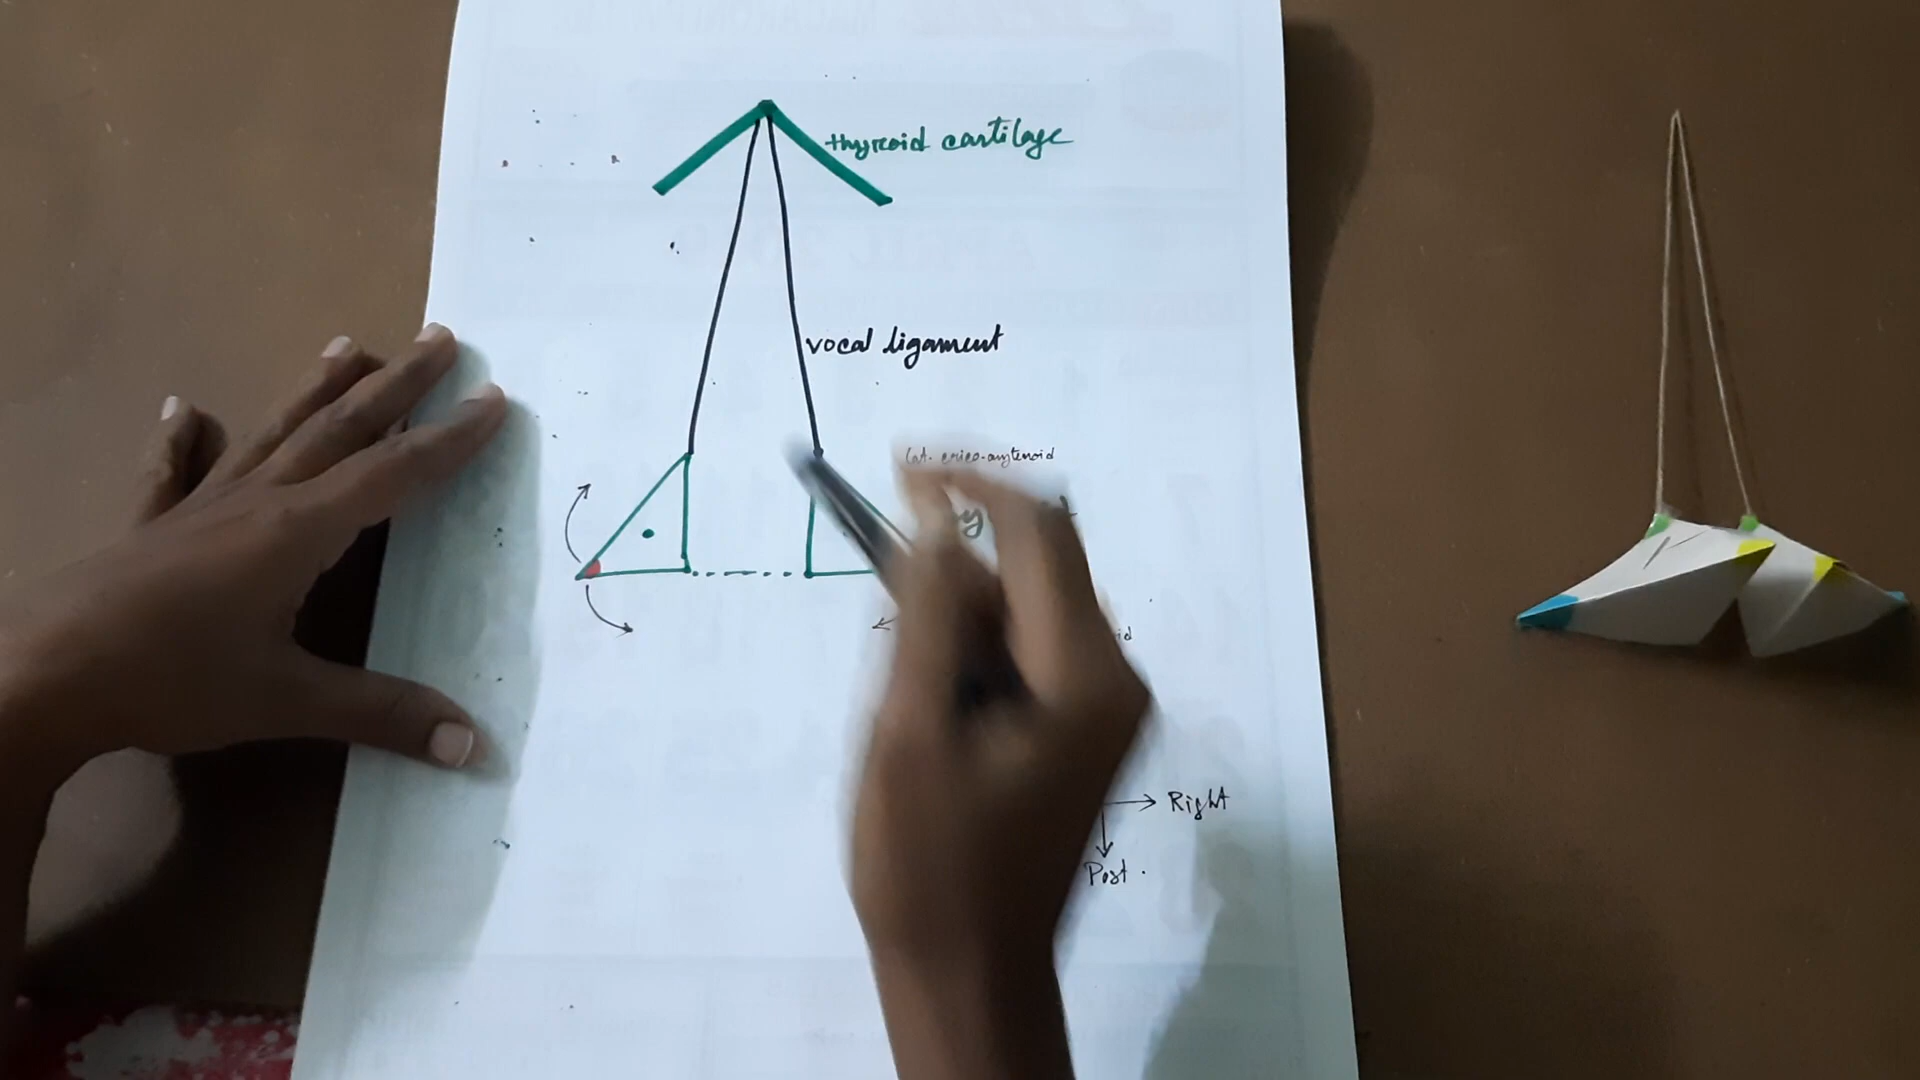 thyroid cartilage
vocal ligament
Lat. crico-arytenoid
Right
Post.